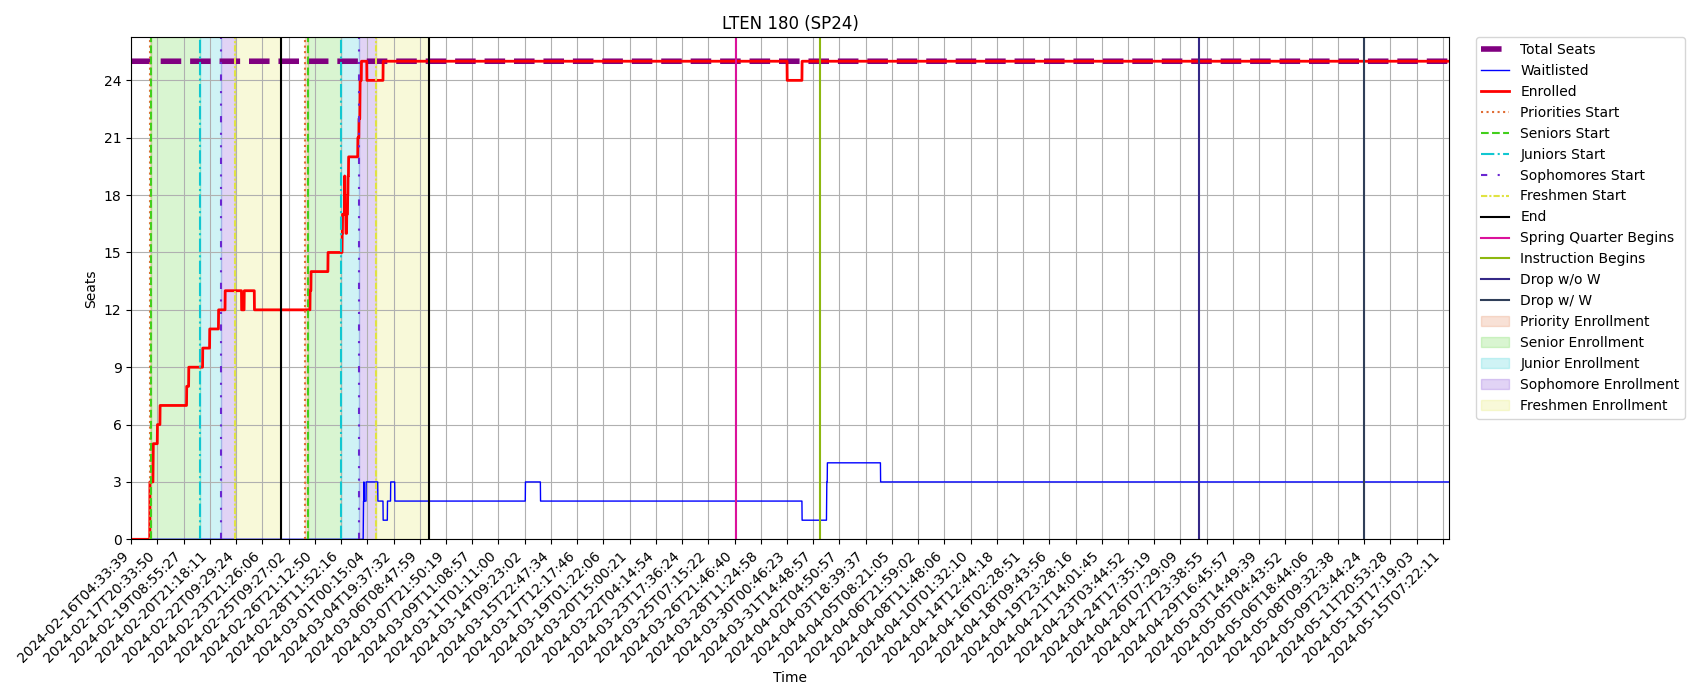 LTEN 180 (SP24)
24
21
18
15
12
9
6
3
0
Seats
2024-02-16T04:33:39
2024-02-17T20:33:50
2024-02-19T08:55:27
2024-02-20T21:18:11
2024-02-22T09:29:24
2024-02-23T21:26:06
2024-02-25T09:27:02
2024-02-26T21:12:50
2024-02-28T11:52:16
2024-03-01T00:15:04
2024-03-04T19:37:32
2024-03-06T08:47:59
2024-03-07T21:50:19
2024-03-09T11:08:57
2024-03-11T01:11:00
2024-03-14T09:23:02
2024-03-15T22:47:34
2024-03-17T12:17:46
2024-03-19T01:22:06
2024-03-20T15:00:21
2024-03-22T04:14:54
2024-03-23T17:36:24
2024-03-25T07:15:22
2024-03-26T21:46:40
2024-03-28T11:24:58
2024-03-30T00:46:23
2024-03-31T14:48:57
2024-04-02T04:50:57
2024-04-03T18:39:37
2024-04-05T08:21:05
2024-04-06T21:59:02
2024-04-08T11:48:06
2024-04-10T01:32:10
2024-04-14T12:44:18
2024-04-16T02:28:51
2024-04-18T09:43:56
2024-04-19T23:28:16
2024-04-21T14:01:45
2024-04-23T03:44:52
2024-04-24T17:35:19
2024-04-26T07:29:09
2024-04-27T23:38:55
2024-04-29T16:45:57
2024-05-03T14:49:39
2024-05-05T04:43:52
2024-05-06T18:44:06
2024-05-08T09:32:38
2024-05-09T23:44:24
2024-05-11T20:53:28
2024-05-13T17:19:03
2024-05-15T07:22:11
Time
Total Seats
Waitlisted
Enrolled
Priorities Start
Seniors Start
Juniors Start
Sophomores Start
Freshmen Start
End
Spring Quarter Begins
Instruction Begins
Drop w/o W
Drop w/ W
Priority Enrollment
Senior Enrollment
Junior Enrollment
Sophomore Enrollment
Freshmen Enrollment